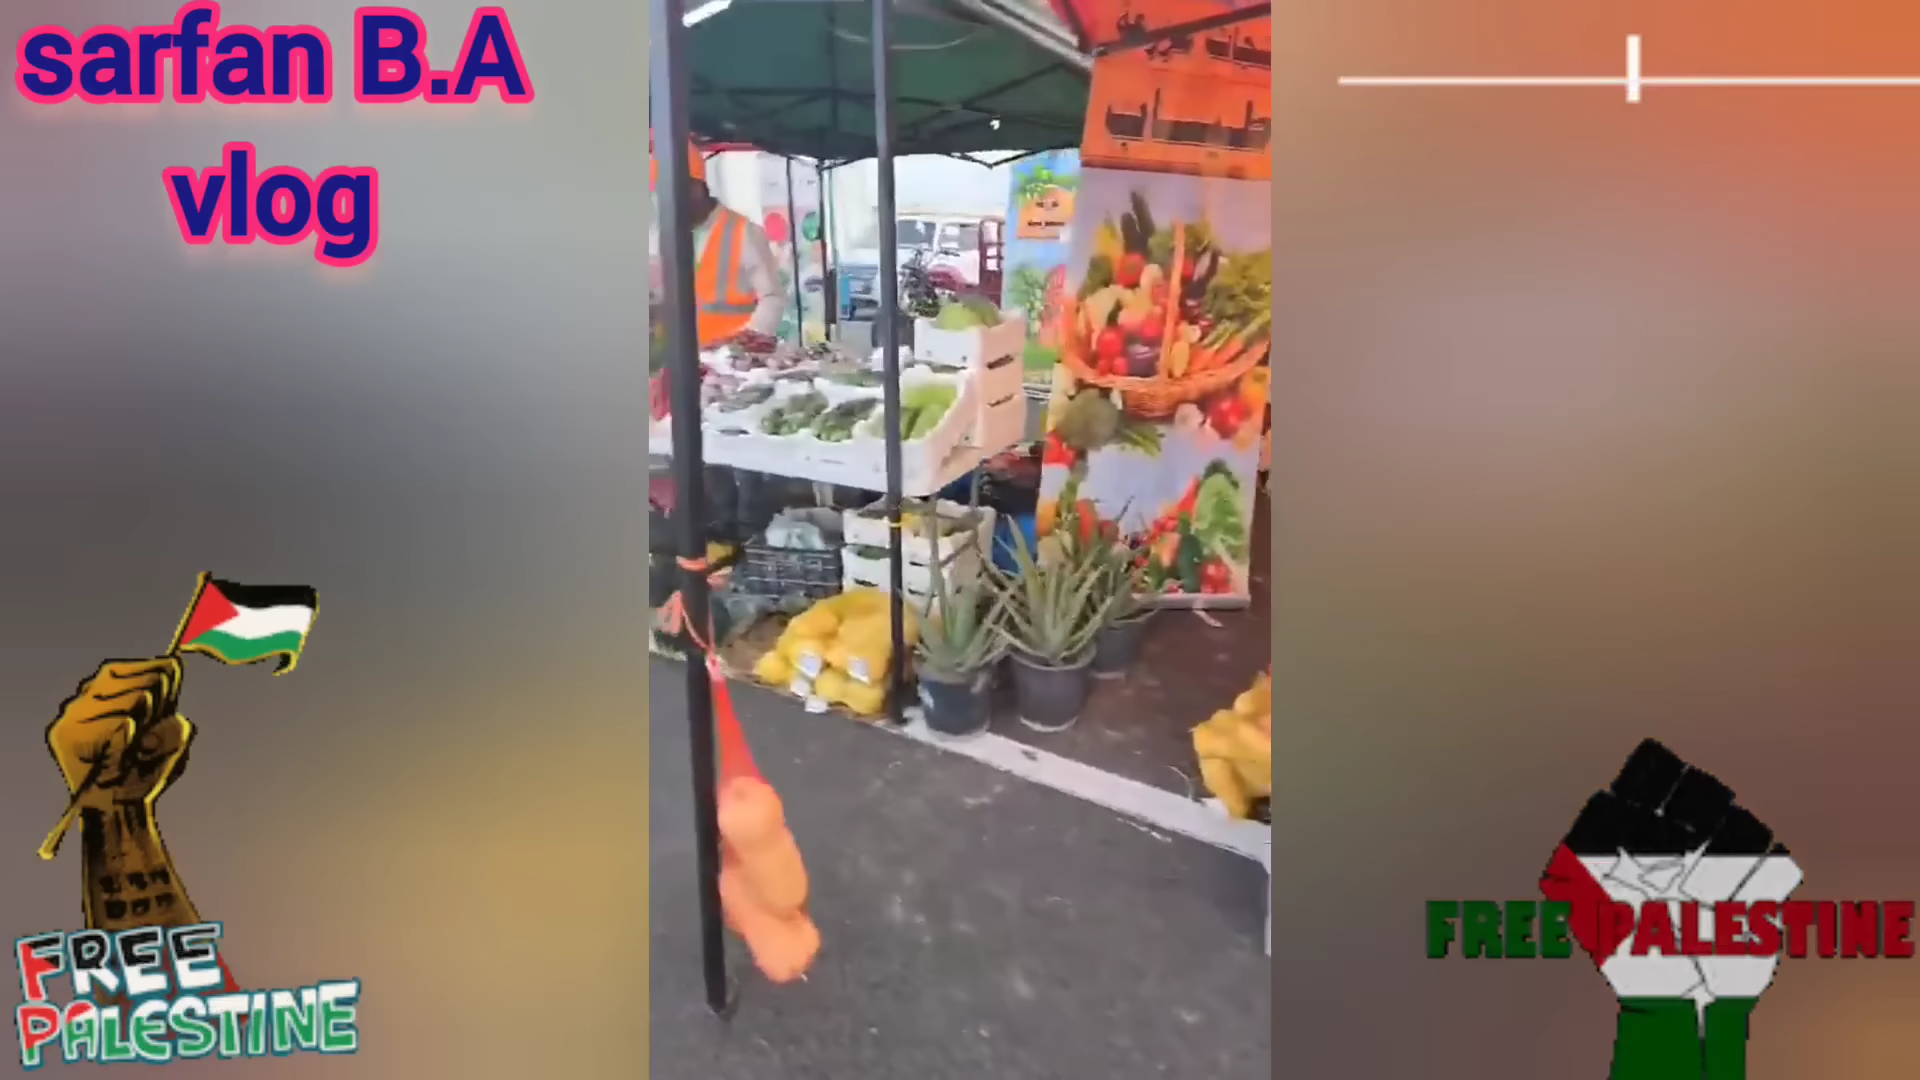 sarfan B.A
vlog
FREE
PALESTINE
FREE PALESTINE